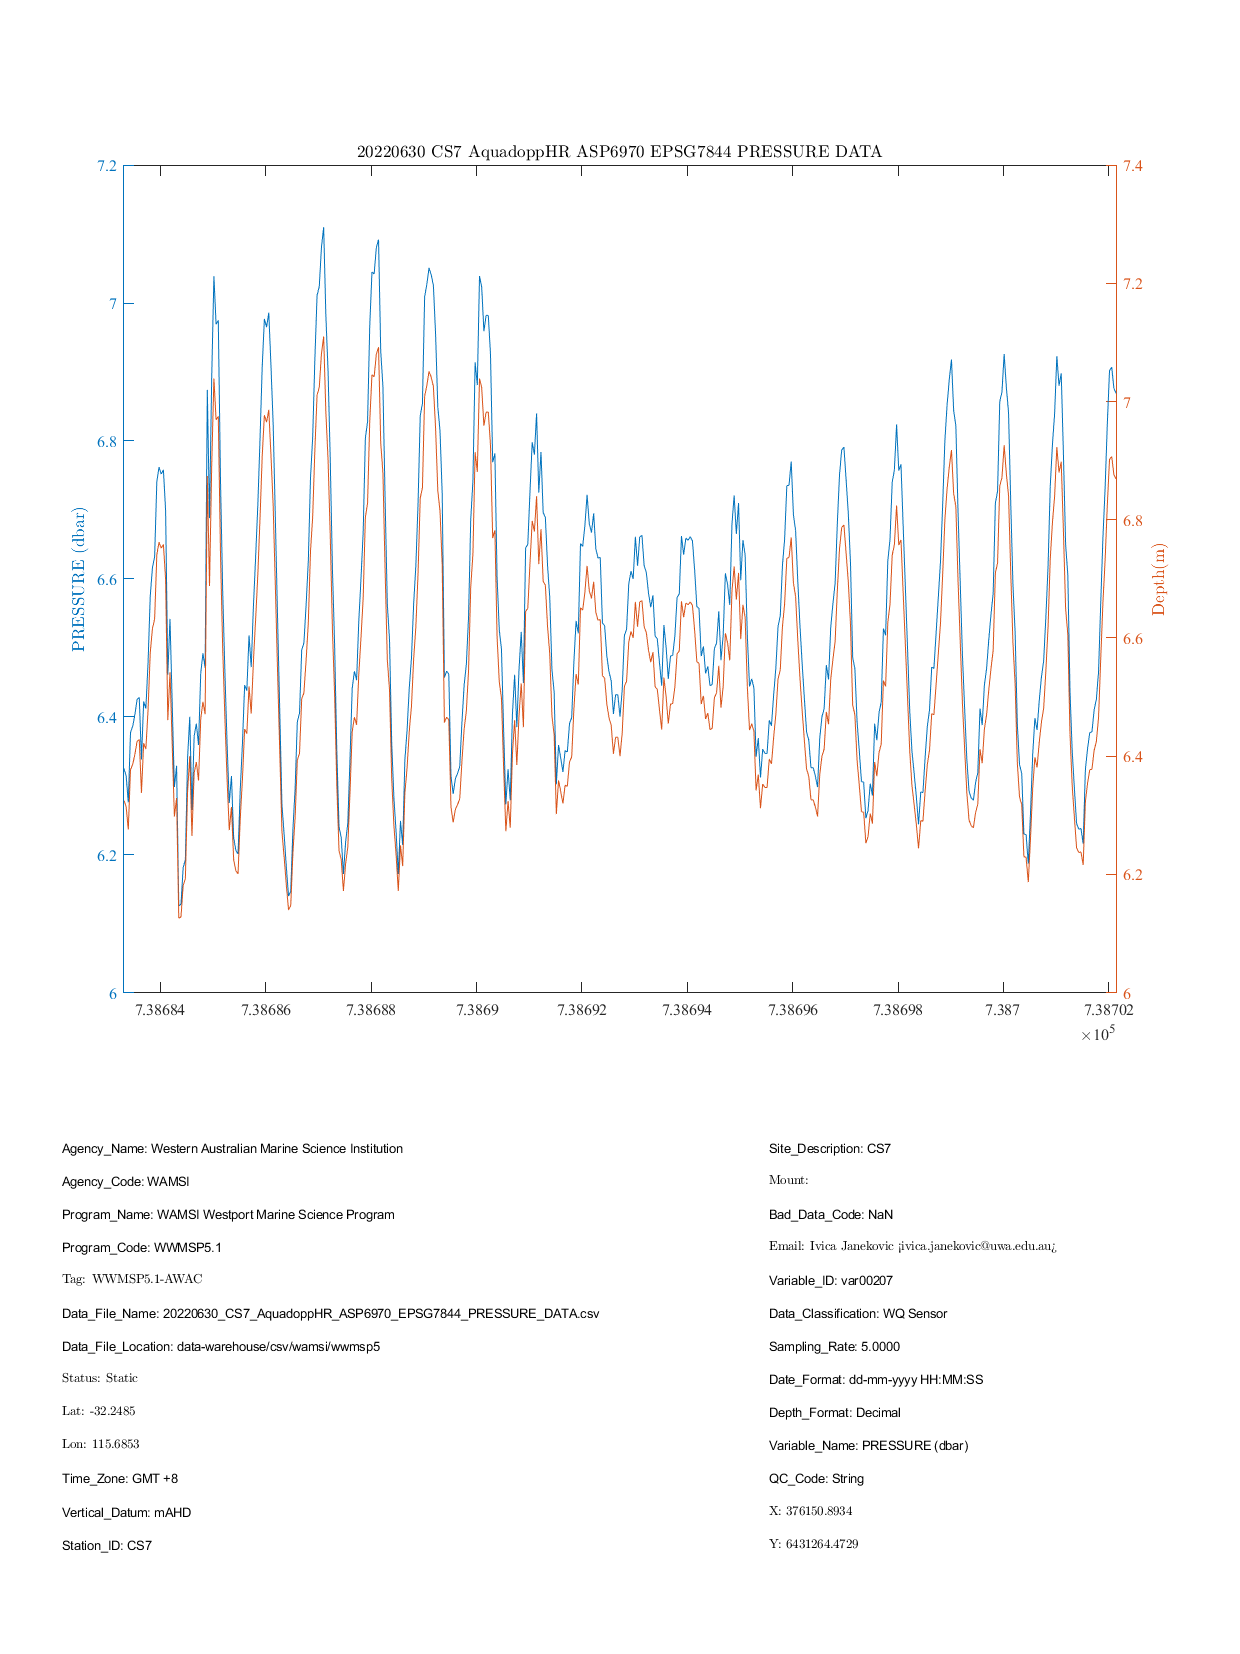 20220630 CS7 AquadoppHR ASP6970 EPSG7844 PRESSURE DATA
7.2
7
6.8
6.6
6.4
6.2
6
PRESSURE (dbar)
7.4
7.2
7
6.8
6.6
6.4
6.2
6
Depth(m)
7.38684 7.38686 7.38688 7.3869 7.38692 7.38694 7.38696 7.38698 7.387 7.38702
×10⁵
Agency_Name: Western Australian Marine Science Institution
Agency_Code: WAMSI
Program_Name: WAMSI Westport Marine Science Program
Program_Code: WWMSP5.1
Tag: WWMSP5.1-AWAC
Data_File_Name: 20220630_CS7_AquadoppHR_ASP6970_EPSG7844_PRESSURE_DATA.csv
Data_File_Location: data-warehouse/csv/wamsi/wwmsp5
Status: Static
Lat: -32.2485
Lon: 115.6853
Time_Zone: GMT +8
Vertical_Datum: mAHD
Station_ID: CS7
Site_Description: CS7
Mount:
Bad_Data_Code: NaN
Email: Ivica Janekovic ¡ivica.janekovic@uwa.edu.au¿
Variable_ID: var00207
Data_Classification: WQ Sensor
Sampling_Rate: 5.0000
Date_Format: dd-mm-yyyy HH:MM:SS
Depth_Format: Decimal
Variable_Name: PRESSURE (dbar)
QC_Code: String
X: 376150.8934
Y: 6431264.4729